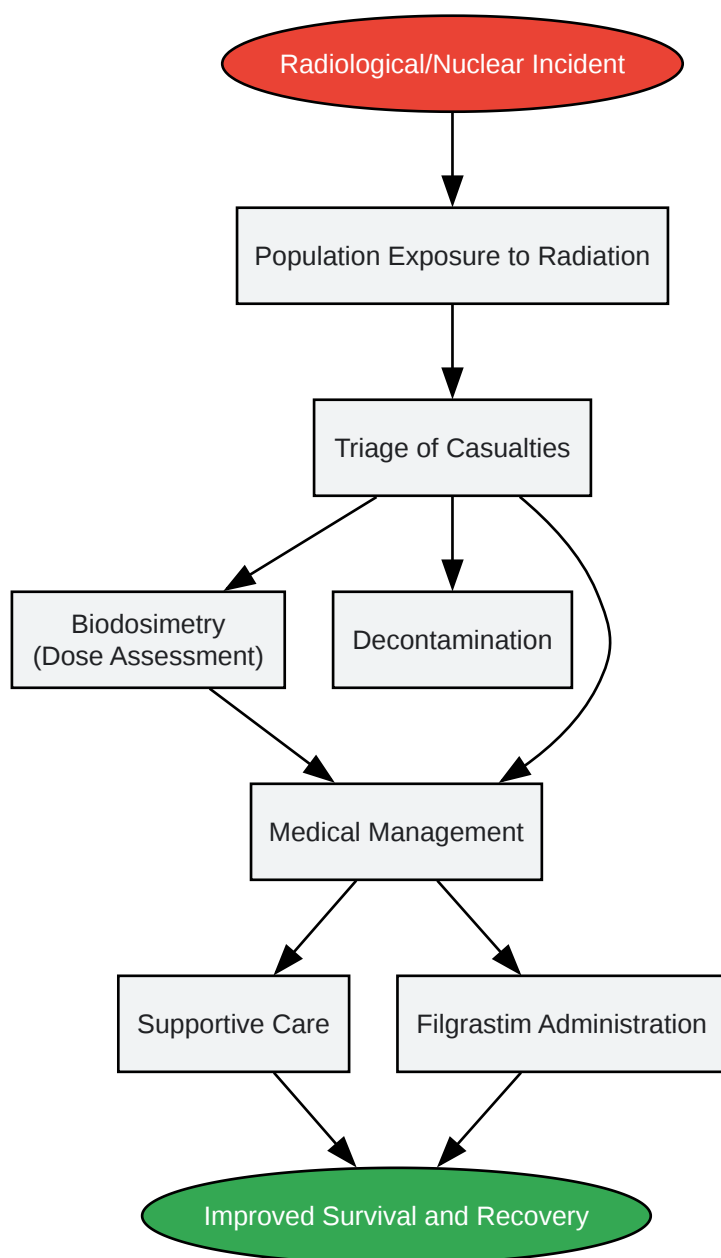 Radiological/Nuclear Incident
Population Exposure to Radiation
Triage of Casualties
Biodosimetry
(Dose Assessment)
Decontamination
Medical Management
Supportive Care
Filgrastim Administration
Improved Survival and Recovery